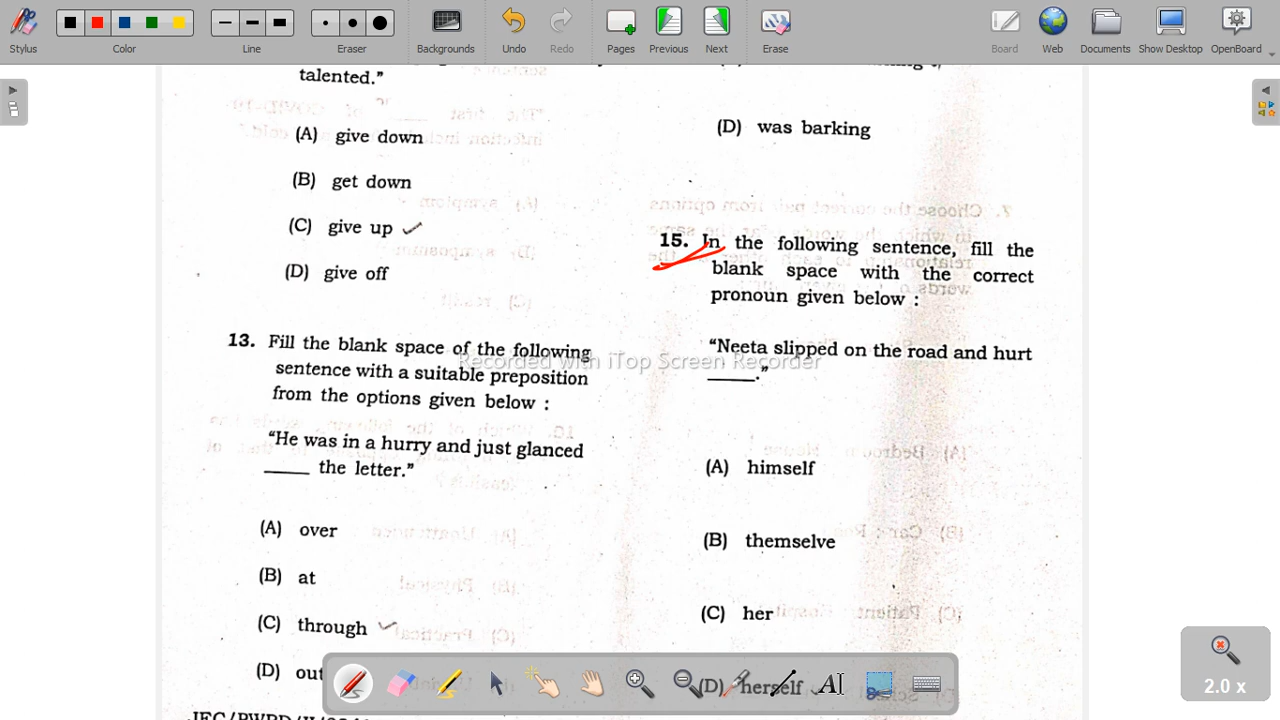 Stylus
Color
Line
Eraser
Backgrounds
Undo
Redo
Pages
Previous
Next
Erase
Board
Web
Documents
Show Desktop
OpenBoard
talented.”
(A) give down
(B) get down
(C) give up
(D) give off
13. Fill the blank space of the following
sentence with a suitable preposition
from the options given below :
“He was in a hurry and just glanced
_____ the letter.”
(A) over
(B) at
(C) through
(D) out
(D) was barking
15. In the following sentence, fill the
blank space with the correct
pronoun given below :
“Neeta slipped on the road and hurt
_____.”
(A) himself
(B) themselve
(C) her
(D) herself
Recorded with iTop Screen Recorder
2.0 x